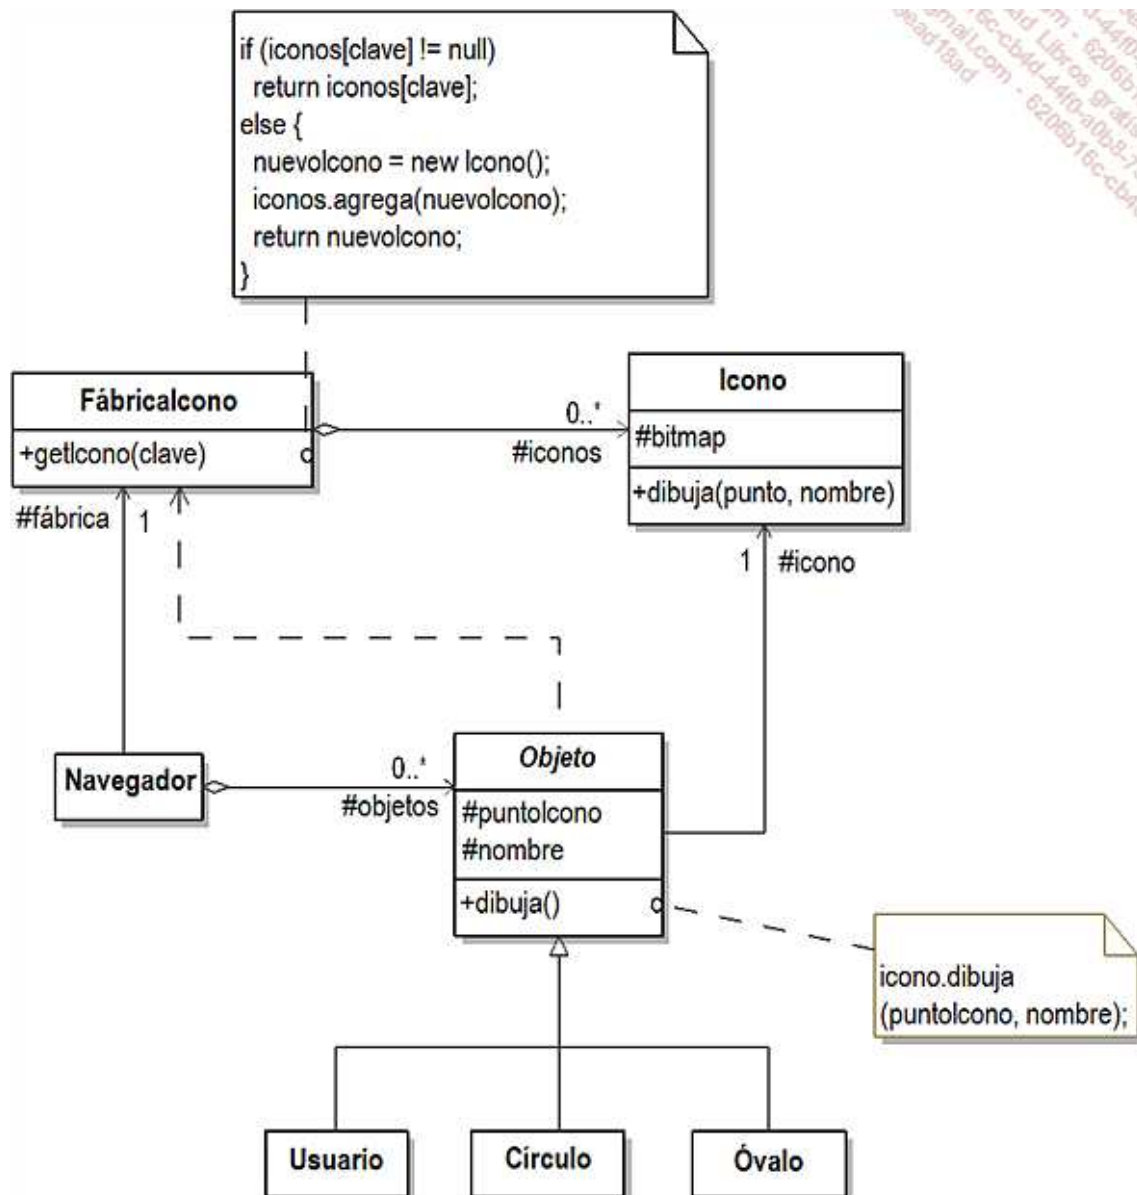 if (iconos[clave] != null)
return iconos[clave];
else {
nuevoIcono = new Icono();
iconos.agrega(nuevoIcono);
return nuevoIcono;
}
FábricaIcono
+getIcono(clave)
0..*
#iconos
Icono
#bitmap
+dibuja(punto, nombre)
#fábrica
1
1
#icono
Navegador
0..*
#objetos
Objeto
#puntoIcono
#nombre
+dibuja()
icono.dibuja
(puntoIcono, nombre);
Usuario
Círculo
Óvalo